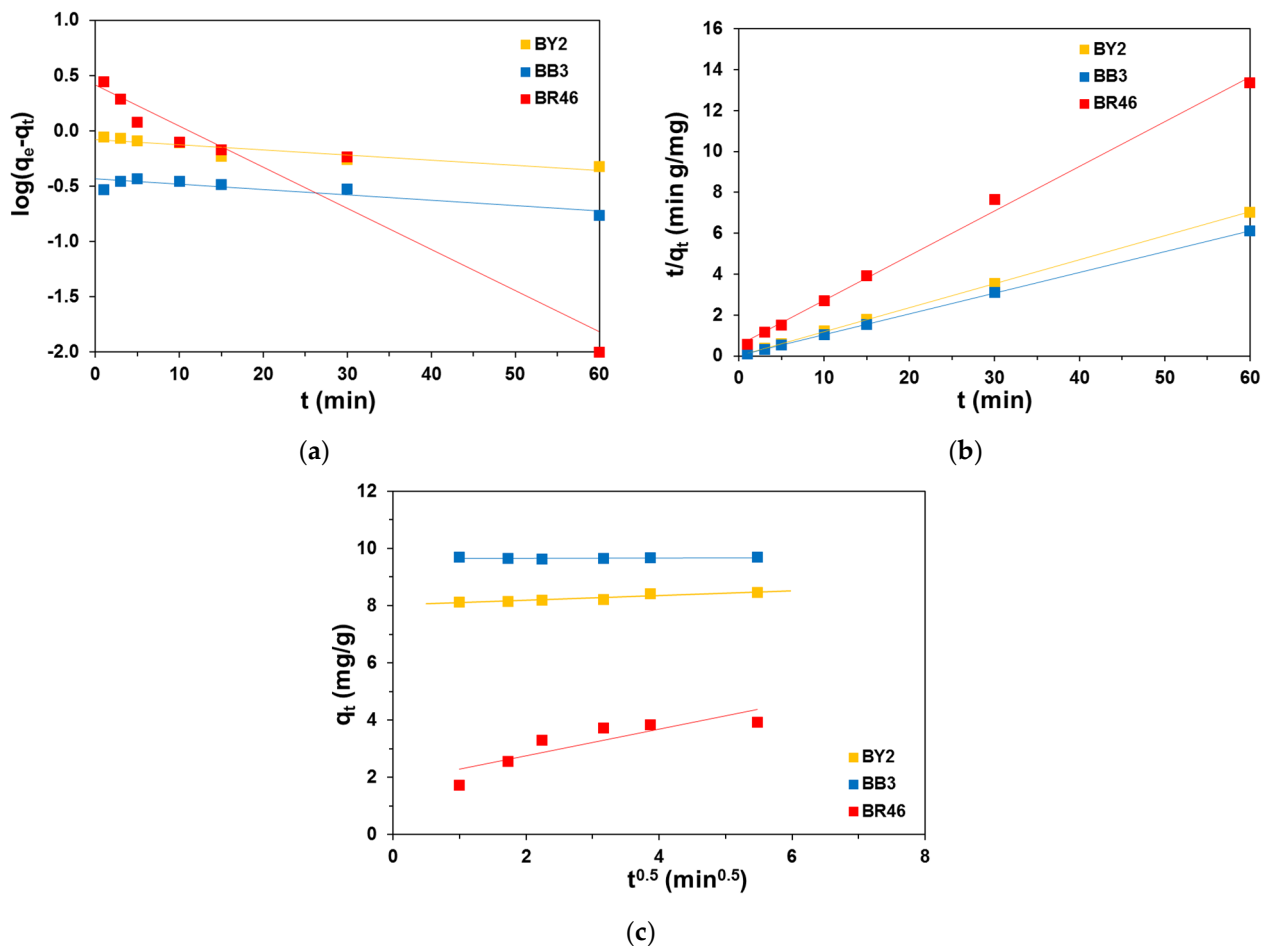 1.0
0.5
0.0
-0.5
-1.0
-1.5
-2.0
log(qₑ-qₜ)
0 10 20 30 40 50 60
t (min)
BY2
BB3
BR46
(a)
16
14
12
10
8
6
4
2
0
t/qₜ (min g/mg)
0 10 20 30 40 50 60
t (min)
BY2
BB3
BR46
(b)
12
10
8
6
4
2
0
qₜ (mg/g)
0 2 4 6 8
t⁰·⁵ (min⁰·⁵)
BY2
BB3
BR46
(c)